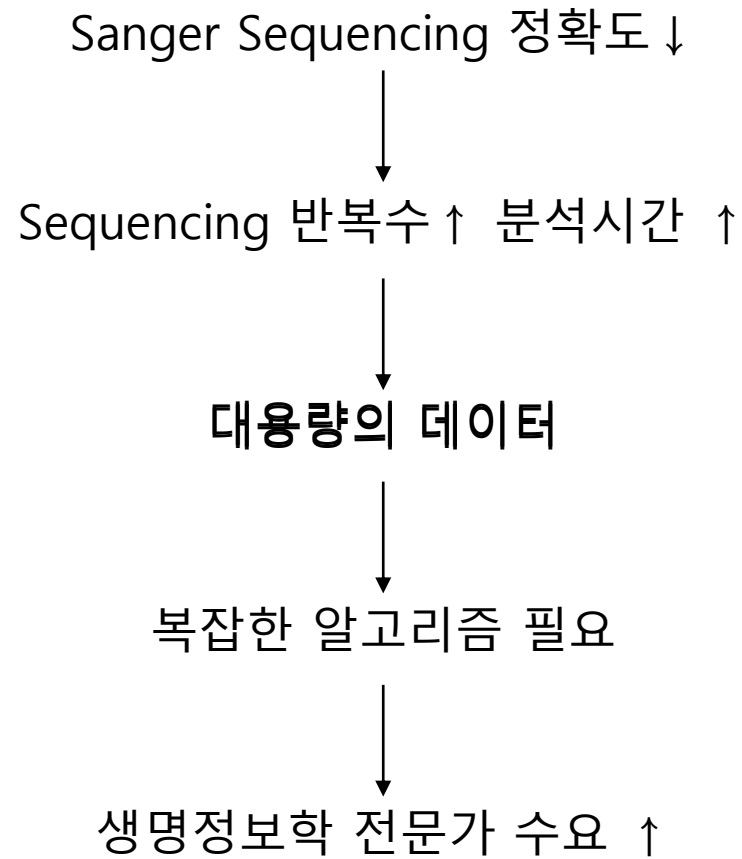 Sanger Sequencing 정확도↓
Sequencing 반복수↑ 분석시간 ↑
대용량의 데이터
복잡한 알고리즘 필요
생명정보학 전문가 수요 ↑